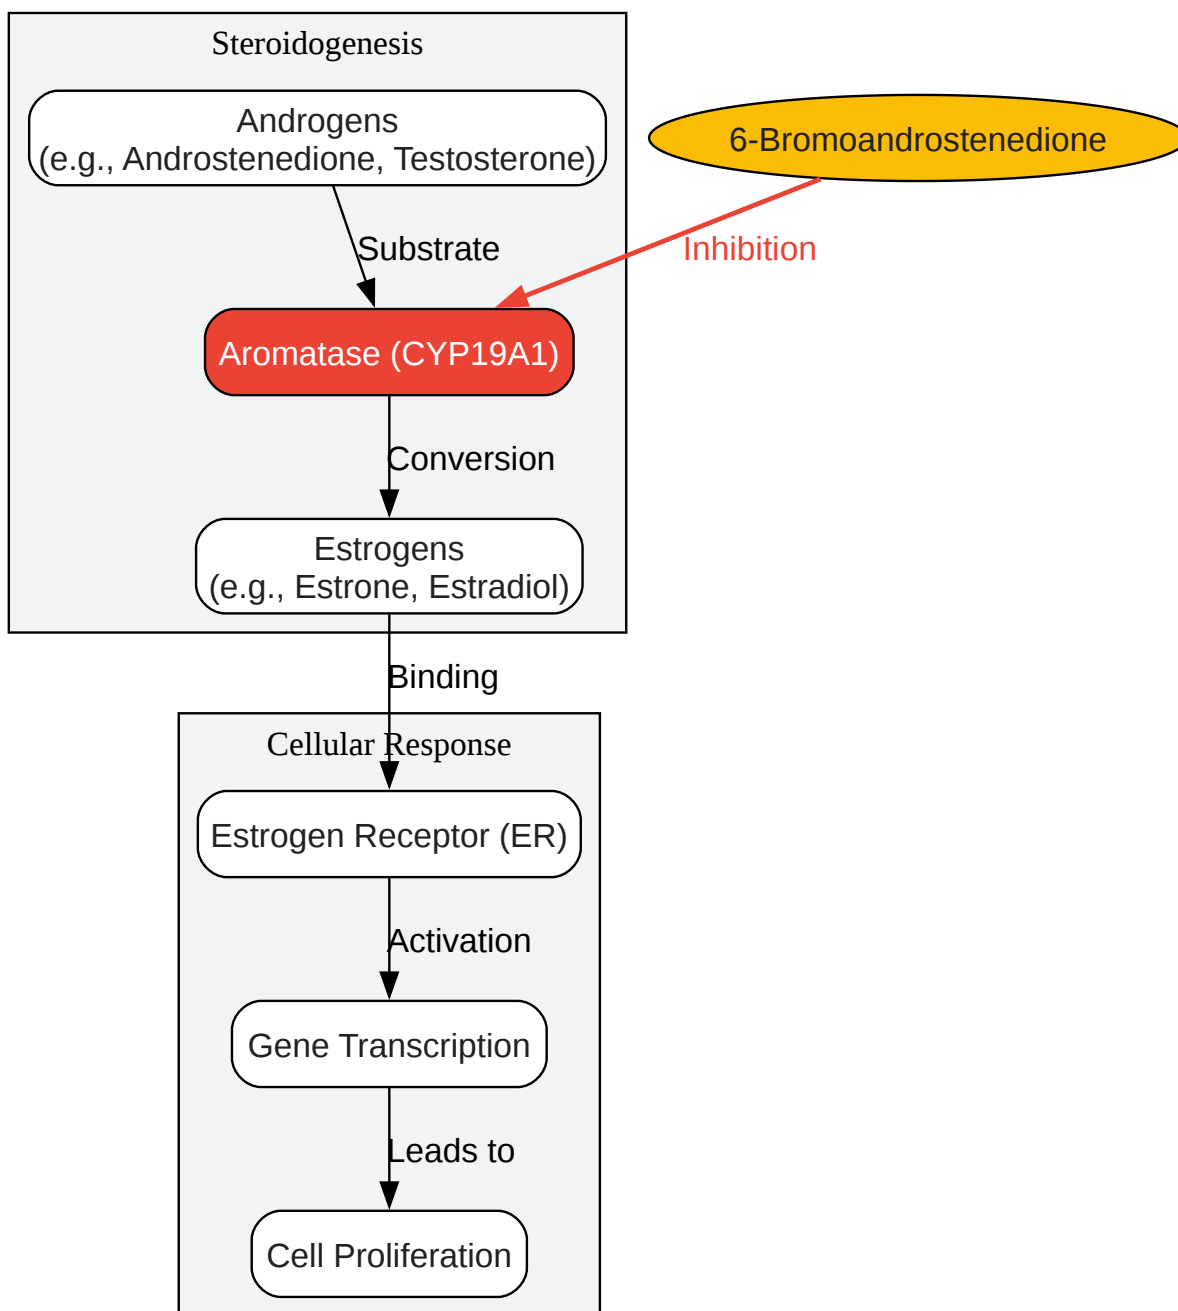 Steroidogenesis
Androgens
(e.g., Androstenedione, Testosterone)
6-Bromoandrostenedione
Substrate
Inhibition
Aromatase (CYP19A1)
Conversion
Estrogens
(e.g., Estrone, Estradiol)
Binding
Cellular Response
Estrogen Receptor (ER)
Activation
Gene Transcription
Leads to
Cell Proliferation